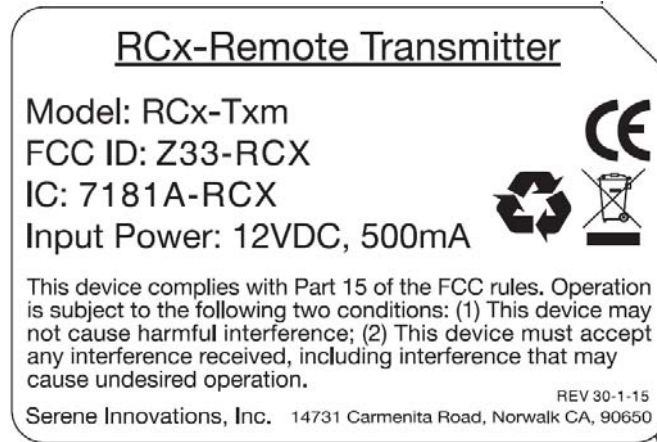 RCx-Remote Transmitter
Model: RCx-Txm
FCC ID: Z33-RCX
IC: 7181A-RCX
Input Power: 12VDC, 500mA
CE
This device complies with Part 15 of the FCC rules. Operation
is subject to the following two conditions: (1) This device may
not cause harmful interference; (2) This device must accept
any interference received, including interference that may
cause undesired operation.
REV 30-1-15
Serene Innovations, Inc. 14731 Carmenita Road, Norwalk CA, 90650